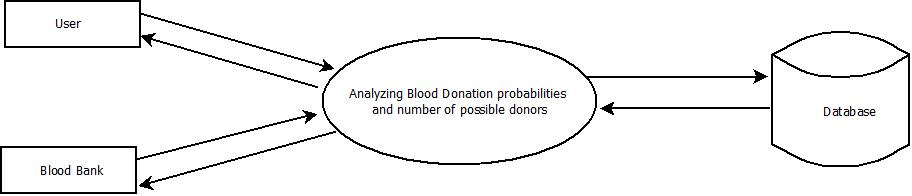 User
Analyzing Blood Donation probabilities
and number of possible donors
Database
Blood Bank